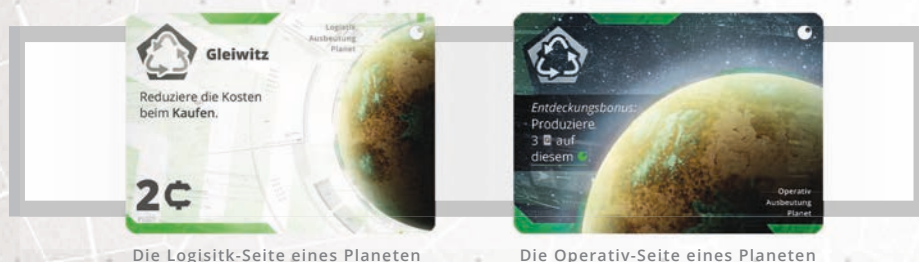 Logistik
Ausbeutung
Planet
Gleiwitz
Reduziere die Kosten
beim Kaufen.
2₵
Die Logisitk-Seite eines Planeten
Entdeckungsbonus:
Produziere
3 auf
diesem
Operativ
Ausbeutung
Planet
Die Operativ-Seite eines Planeten